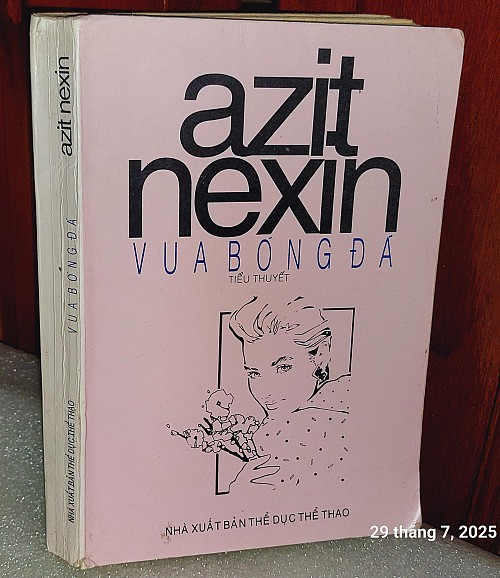 azit nexin
VUA BÓNG ĐÁ
NHÀ XUẤT BẢN THỂ DỤC THỂ THAO
azit
nexin
VUA BÓNG ĐÁ
TIỂU THUYẾT
NHÀ XUẤT BẢN THỂ DỤC THỂ THAO
29 tháng 7, 2025